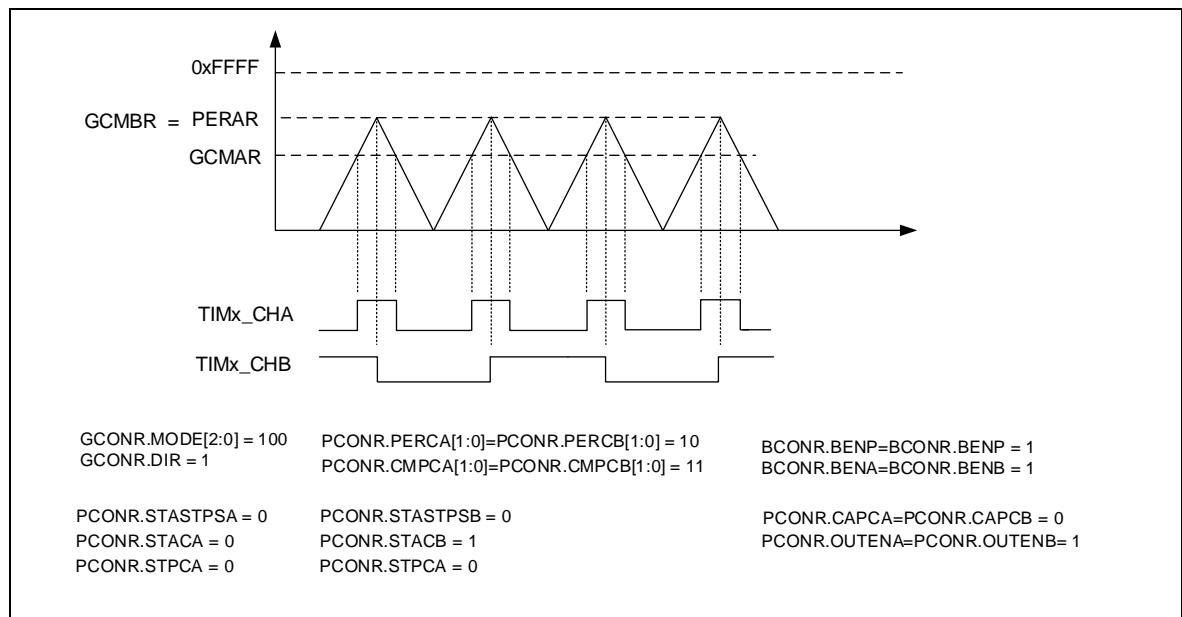 0xFFFF
GCMBR = PERAR
GCMAR
TIMx_CHA
TIMx_CHB
GCONR.MODE[2:0] = 100
GCONR.DIR = 1
PCONR.PERCA[1:0]=PCONR.PERCB[1:0] = 10
PCONR.CMPCA[1:0]=PCONR.CMPCB[1:0] = 11
BCONR.BENP=BCONR.BENP = 1
BCONR.BENA=BCONR.BENB = 1
PCONR.STASTPSA = 0
PCONR.STACA = 0
PCONR.STPCA = 0
PCONR.STASTPSB = 0
PCONR.STACB = 1
PCONR.STPCA = 0
PCONR.CAPCA=PCONR.CAPCB = 0
PCONR.OUTENA=PCONR.OUTENB= 1